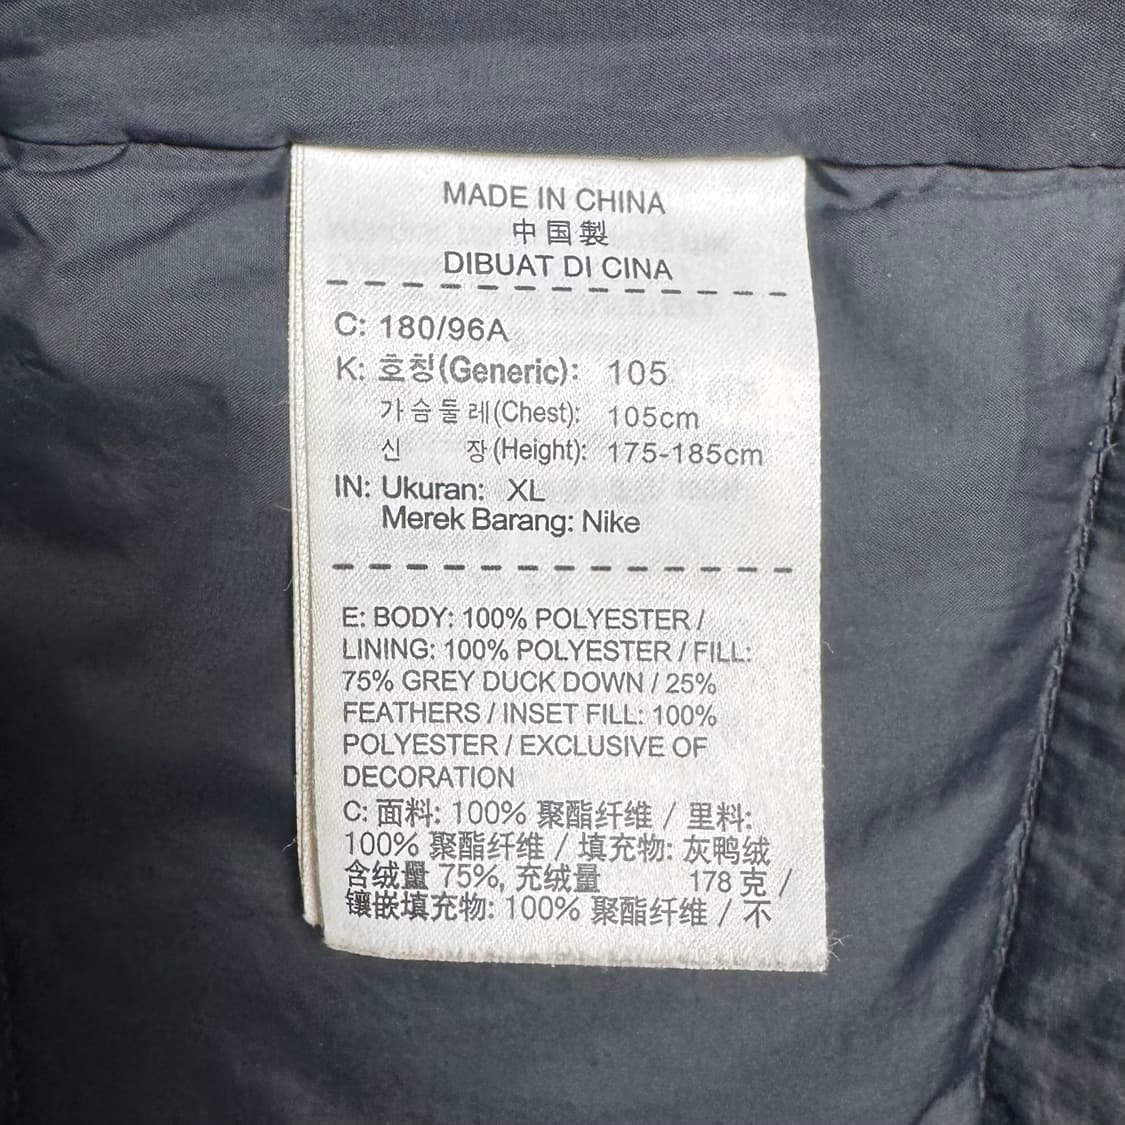 MADE IN CHINA
中国製
DIBUAT DI CINA
C: 180/96A
K: 호칭(Generic): 105
가슴둘레(Chest): 105cm
신 장(Height): 175-185cm
IN: Ukuran: XL
Merek Barang: Nike
E: BODY: 100% POLYESTER /
LINING: 100% POLYESTER / FILL:
75% GREY DUCK DOWN / 25%
FEATHERS / INSET FILL: 100%
POLYESTER / EXCLUSIVE OF
DECORATION
C: 面料: 100% 聚酯纤维 / 里料:
100% 聚酯纤维 / 填充物: 灰鸭绒
含绒量 75%, 充绒量 178 克 /
镶嵌填充物: 100% 聚酯纤维 / 不